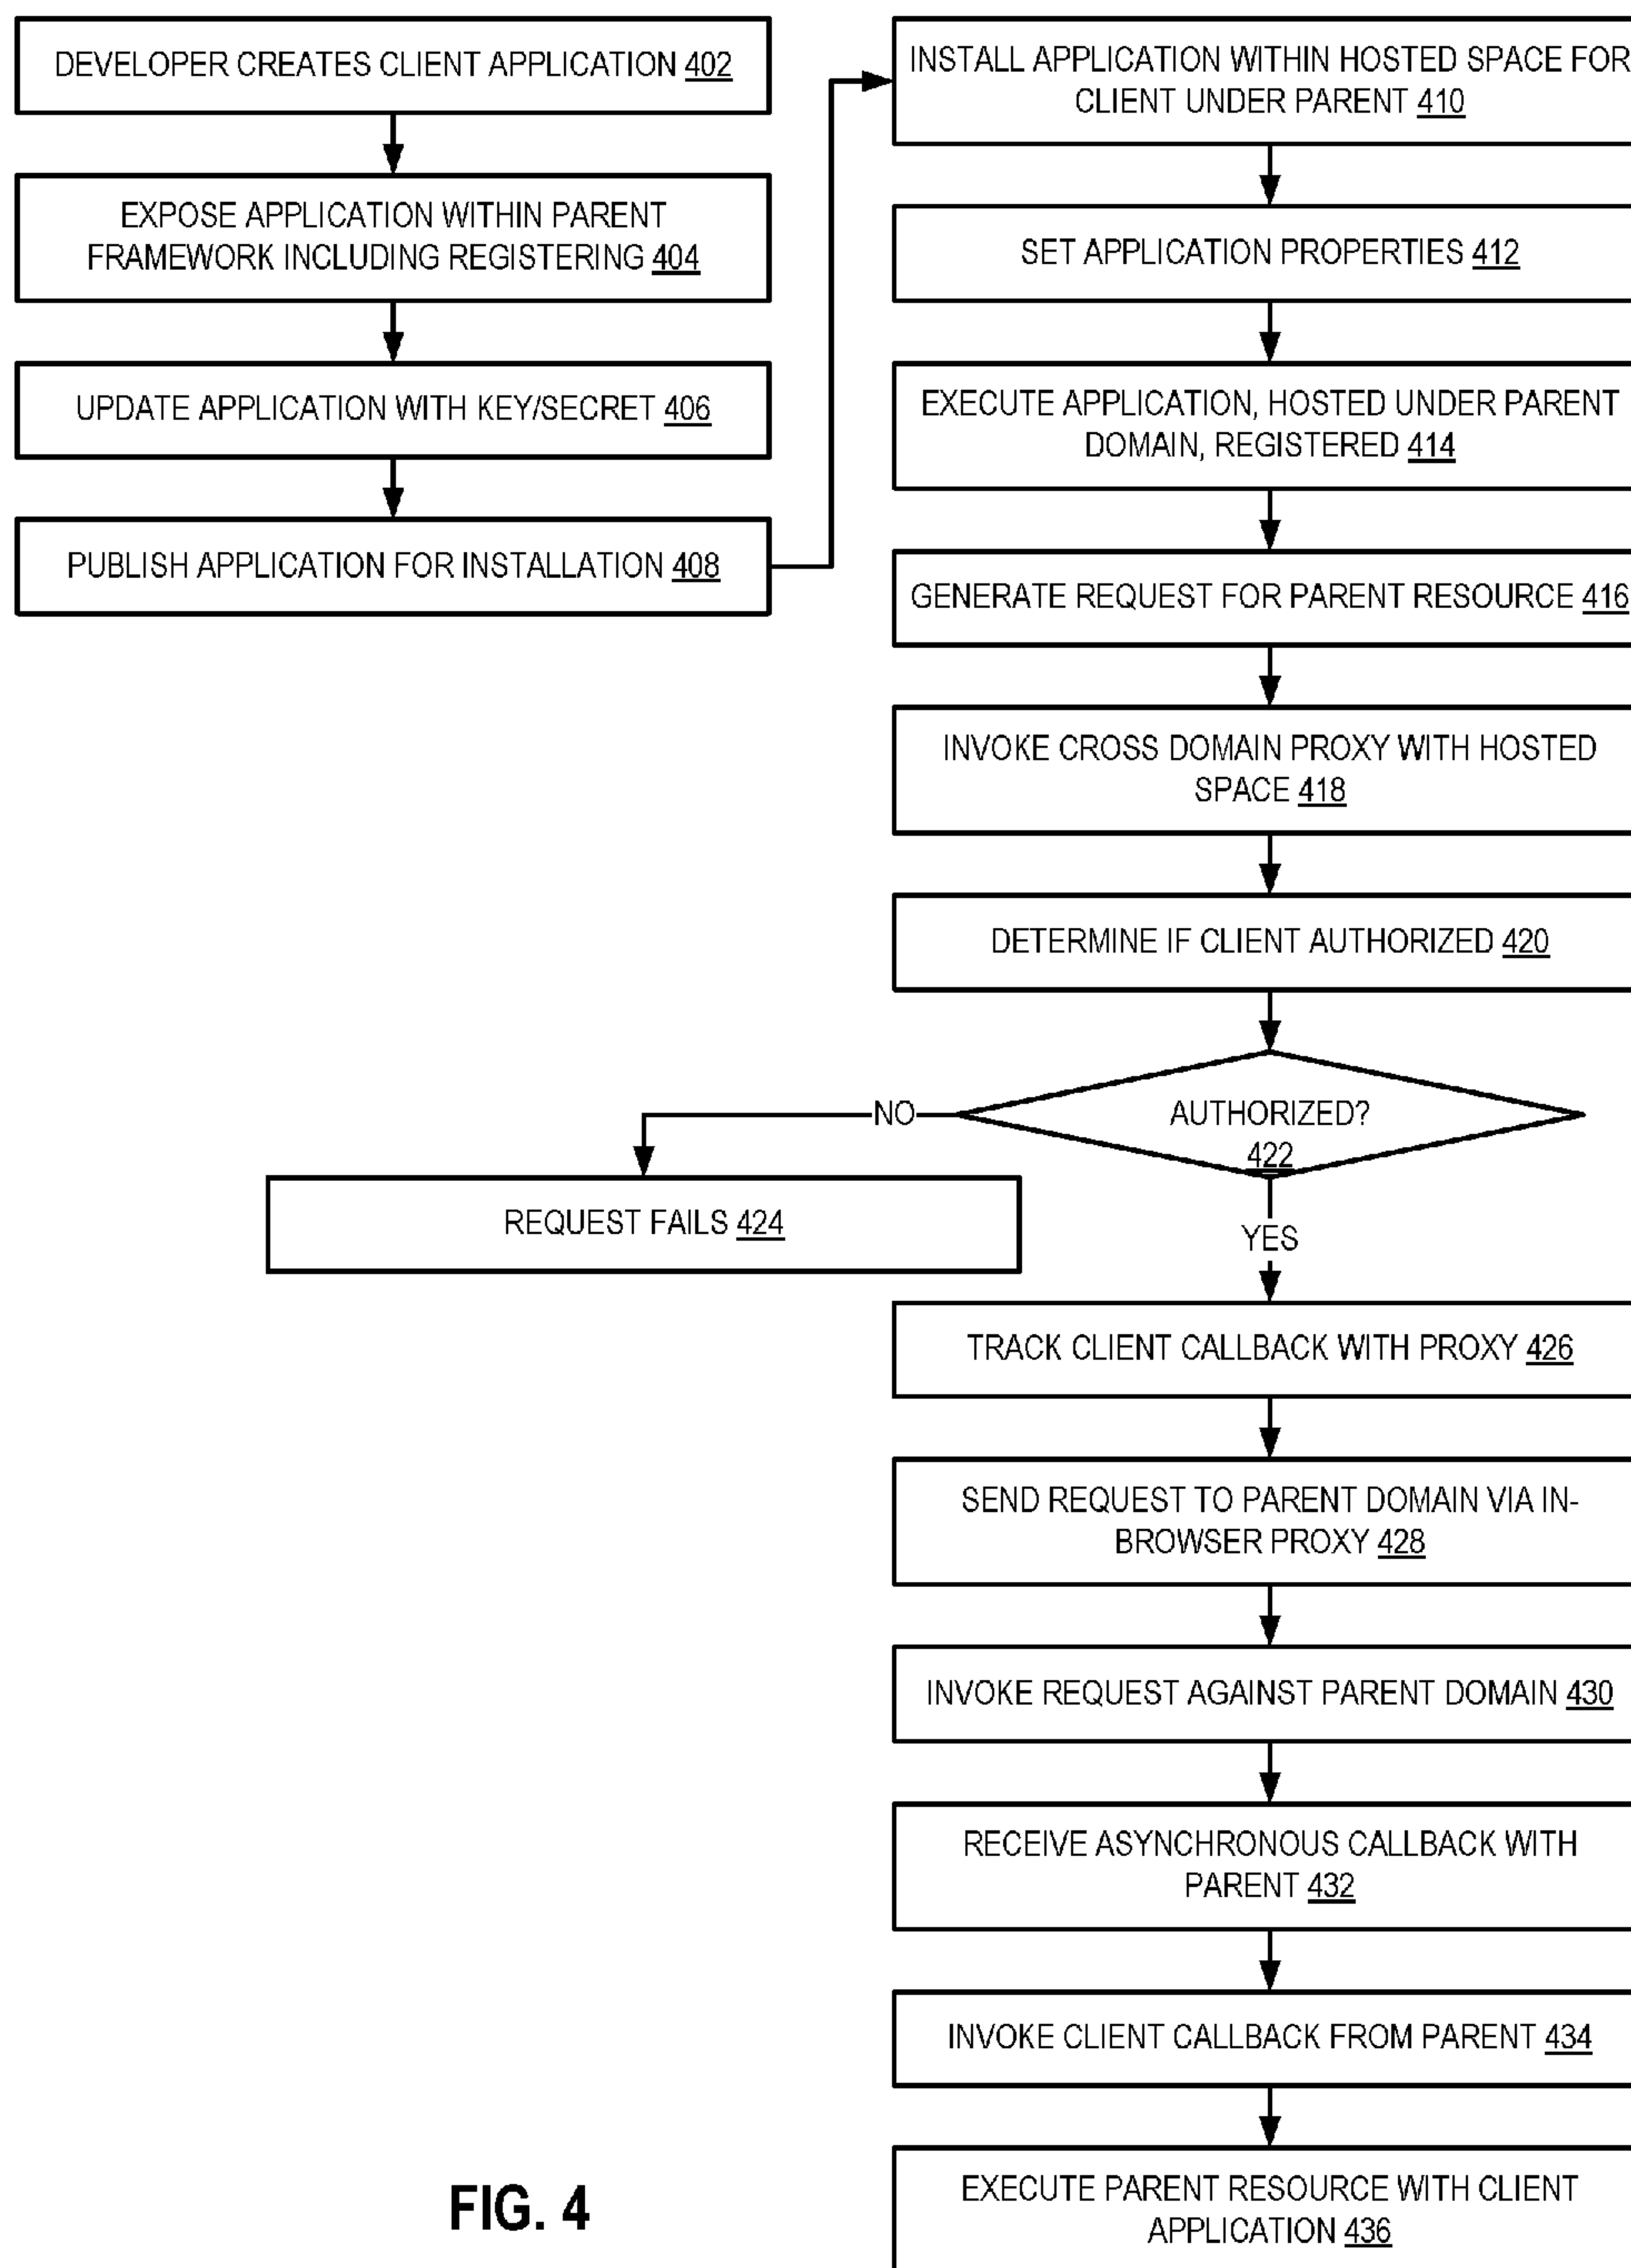 DEVELOPER CREATES CLIENT APPLICATION 402
EXPOSE APPLICATION WITHIN PARENT
FRAMEWORK INCLUDING REGISTERING 404
UPDATE APPLICATION WITH KEY/SECRET 406
PUBLISH APPLICATION FOR INSTALLATION 408
INSTALL APPLICATION WITHIN HOSTED SPACE FOR
CLIENT UNDER PARENT 410
SET APPLICATION PROPERTIES 412
EXECUTE APPLICATION, HOSTED UNDER PARENT
DOMAIN, REGISTERED 414
GENERATE REQUEST FOR PARENT RESOURCE 416
INVOKE CROSS DOMAIN PROXY WITH HOSTED
SPACE 418
DETERMINE IF CLIENT AUTHORIZED 420
AUTHORIZED?
422
NO
REQUEST FAILS 424
YES
TRACK CLIENT CALLBACK WITH PROXY 426
SEND REQUEST TO PARENT DOMAIN VIA IN-
BROWSER PROXY 428
INVOKE REQUEST AGAINST PARENT DOMAIN 430
RECEIVE ASYNCHRONOUS CALLBACK WITH
PARENT 432
INVOKE CLIENT CALLBACK FROM PARENT 434
EXECUTE PARENT RESOURCE WITH CLIENT
APPLICATION 436
FIG. 4